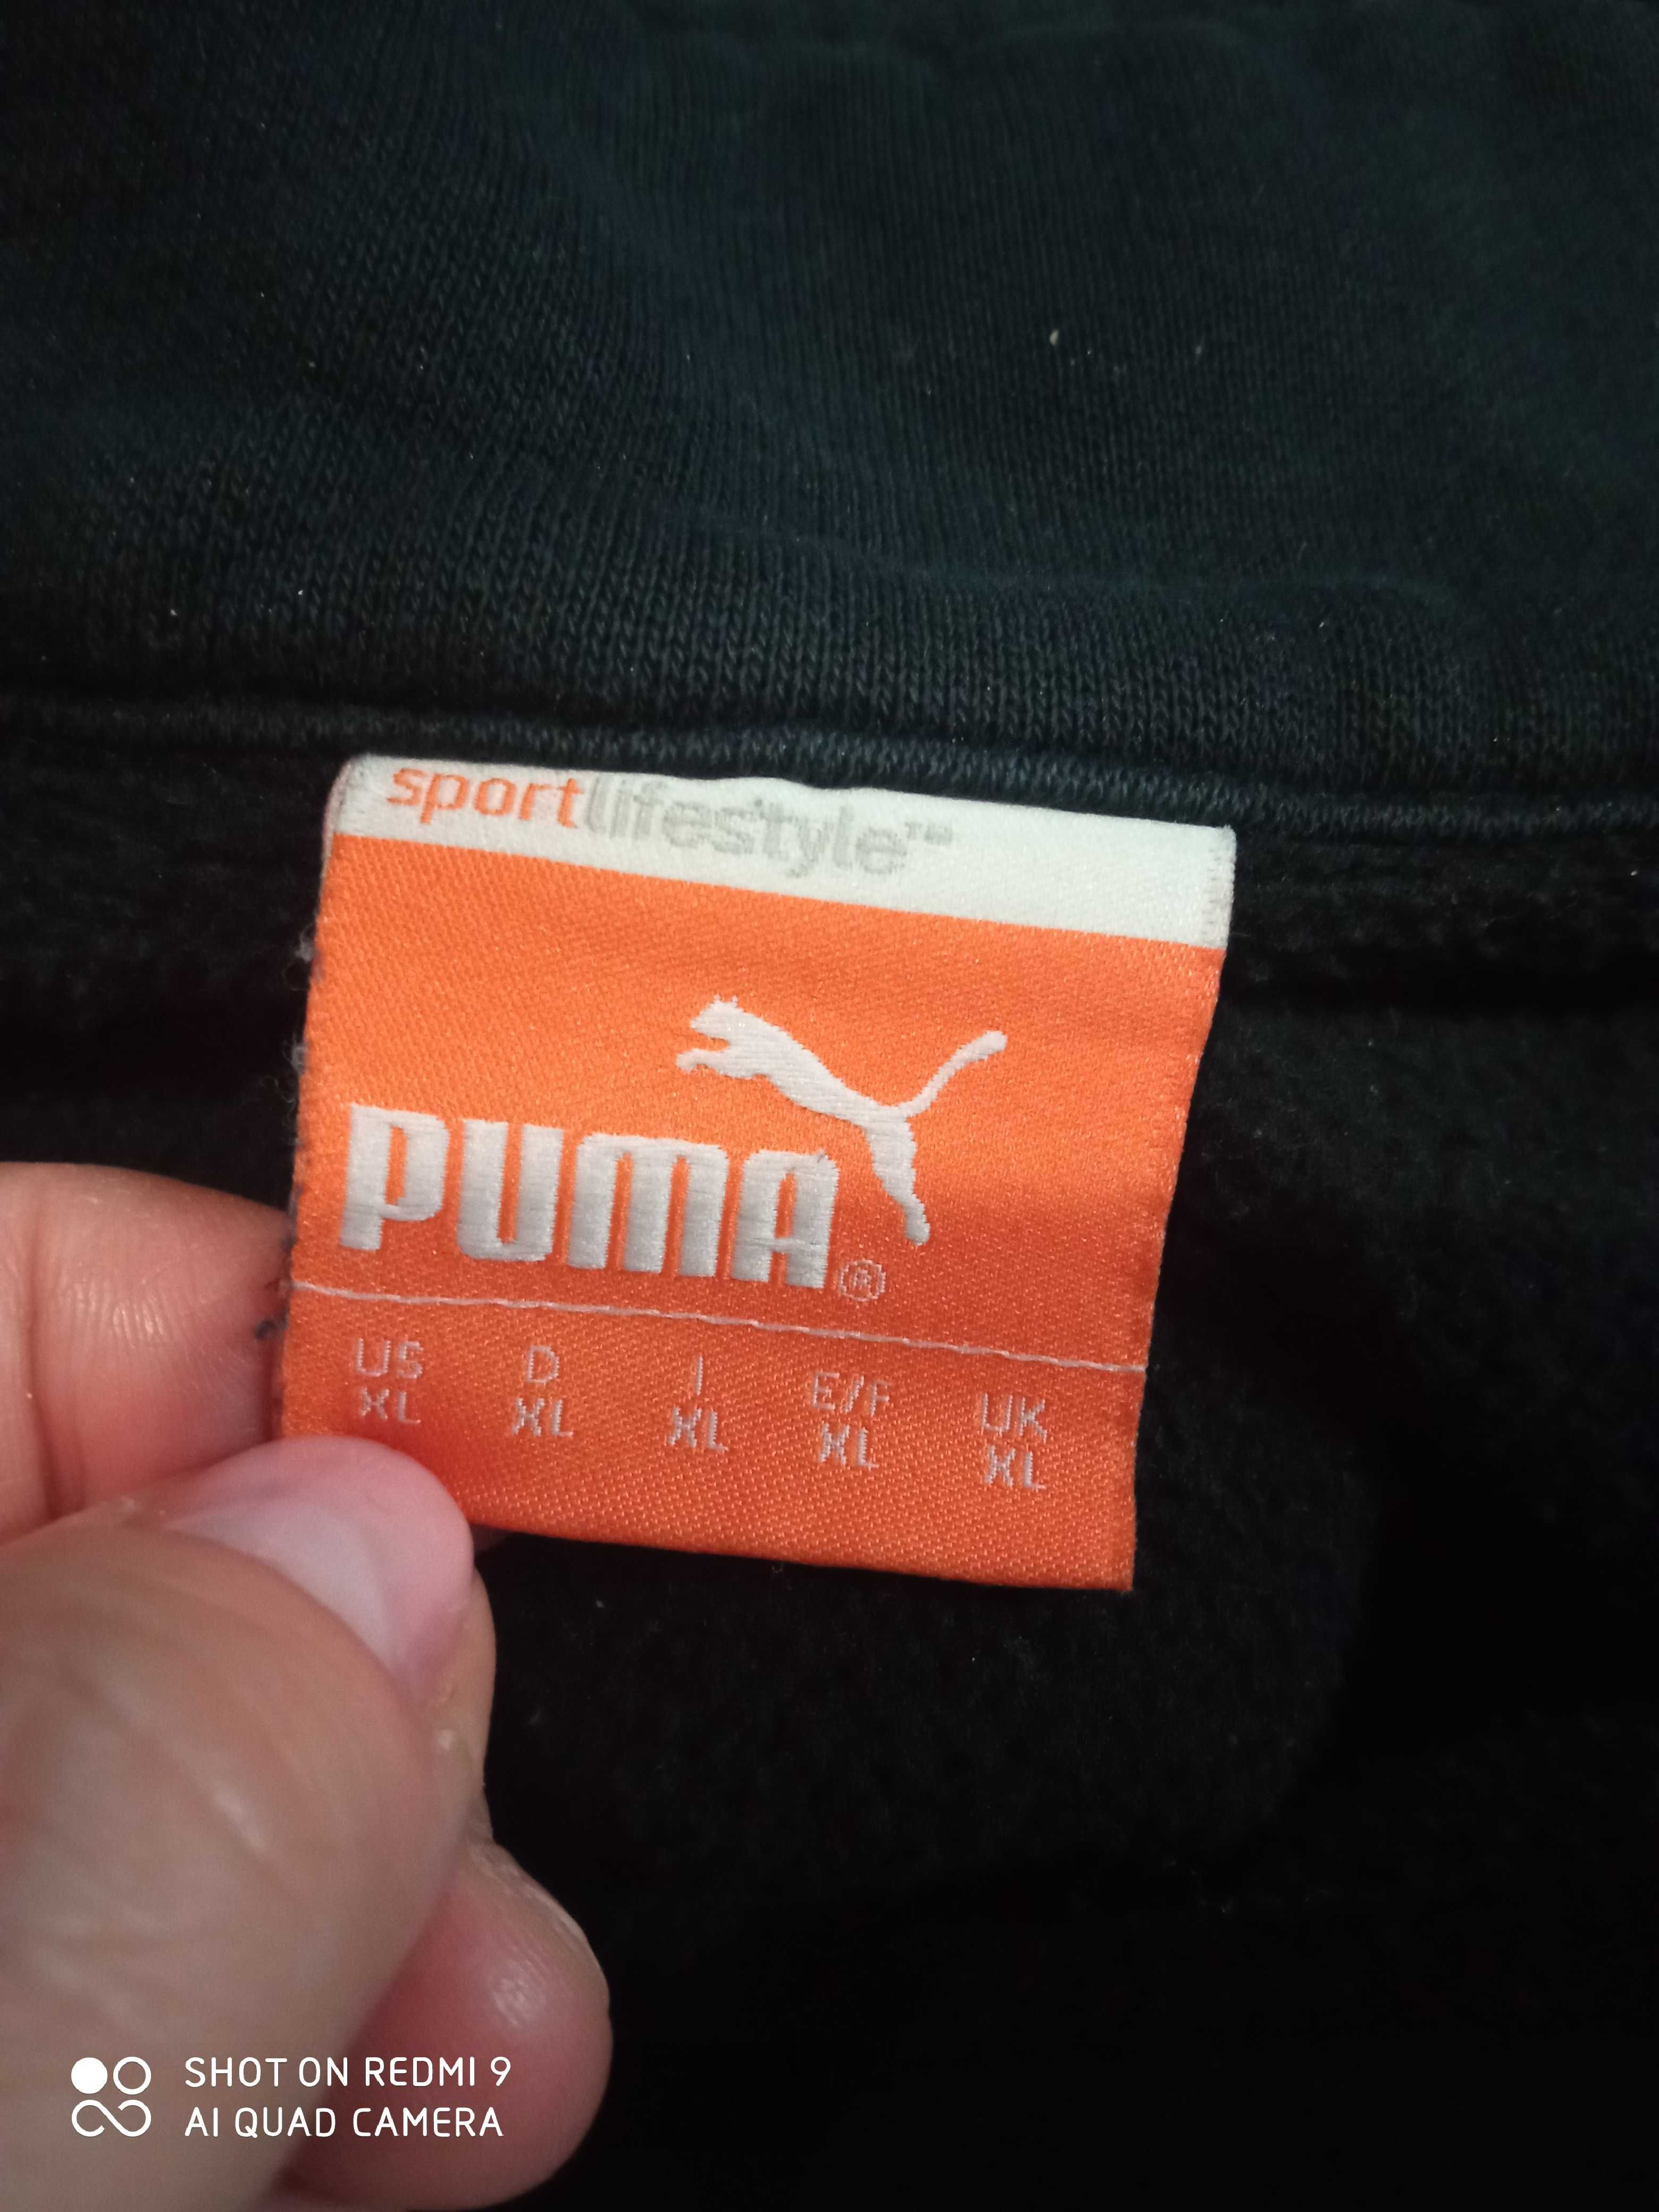 sportlifestyle™
PUMA®
US D I E/F UK
XL XL XL XL XL
SHOT ON REDMI 9
AI QUAD CAMERA